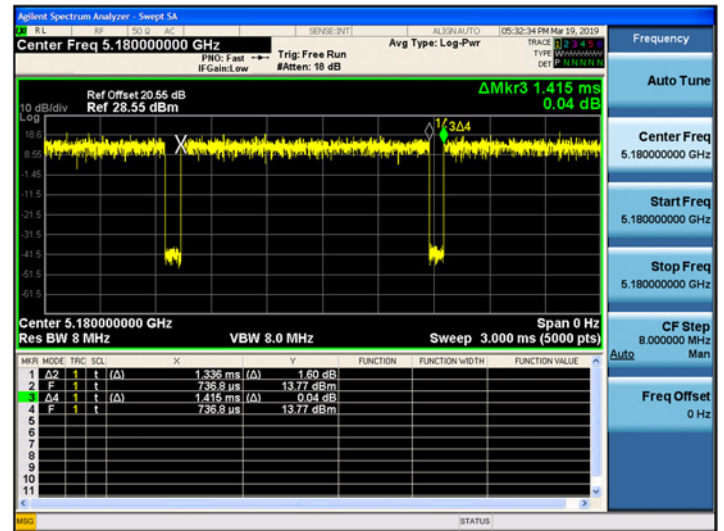 Agilent Spectrum Analyzer - Swept SA
RL RF 50 Ω AC SENSE:INT ALIGN AUTO 05:32:34 PM Mar 19, 2019
Center Freq 5.180000000 GHz
PNO: Fast
IFGain:Low
Trig: Free Run
#Atten: 18 dB
Avg Type: Log-Pwr
TRACE 1 2 3 4 5 6
TYPE WWWWWW
DET P NNNNN
Ref Offset 20.55 dB
10 dB/div Ref 28.55 dBm
Log
ΔMkr3 1.415 ms
0.04 dB
18.6
8.55
-1.45
-11.5
-21.5
-31.5
-41.5
-51.5
-61.5
X
3Δ4
Center 5.180000000 GHz Span 0 Hz
Res BW 8 MHz VBW 8.0 MHz Sweep 3.000 ms (5000 pts)
MKR MODE TRC SCL X Y FUNCTION FUNCTION WIDTH FUNCTION VALUE
1 Δ2 1 t (Δ) 1.336 ms (Δ) 1.60 dB
2 F 1 t 736.8 µs 13.77 dBm
3 Δ4 1 t (Δ) 1.415 ms (Δ) 0.04 dB
4 F 1 t 736.8 µs 13.77 dBm
5
6
7
8
9
10
11
MSG STATUS
Frequency
Auto Tune
Center Freq
5.180000000 GHz
Start Freq
5.180000000 GHz
Stop Freq
5.180000000 GHz
CF Step
8.000000 MHz
Auto Man
Freq Offset
0 Hz